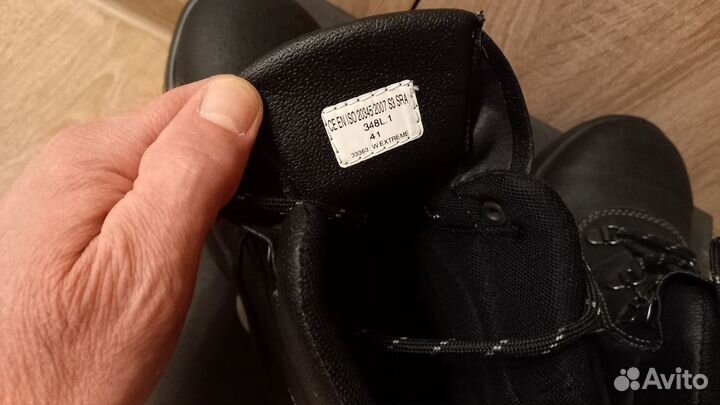 CE EN ISO 20345/2007 S3 SRA
348L.1
41
33363 W EXTREME
Avito